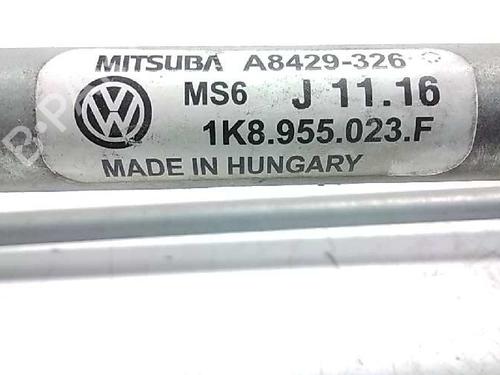 MITSUBA A8429-326
MS6 J 11.16
1K8.955.023.F
MADE IN HUNGARY